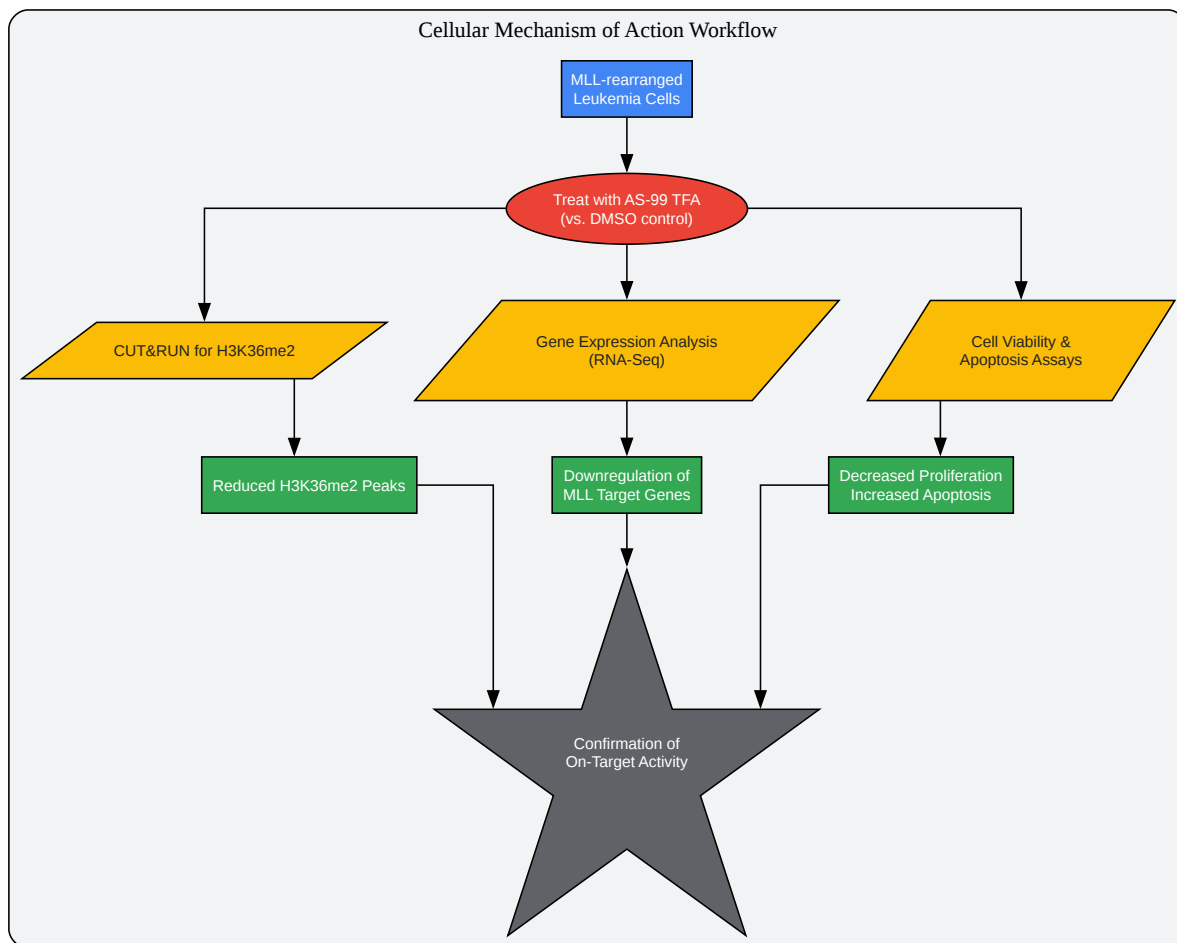 Cellular Mechanism of Action Workflow
MLL-rearranged
Leukemia Cells
Treat with AS-99 TFA
(vs. DMSO control)
CUT&RUN for H3K36me2
Gene Expression Analysis
(RNA-Seq)
Cell Viability &
Apoptosis Assays
Reduced H3K36me2 Peaks
Downregulation of
MLL Target Genes
Decreased Proliferation
Increased Apoptosis
Confirmation of
On-Target Activity